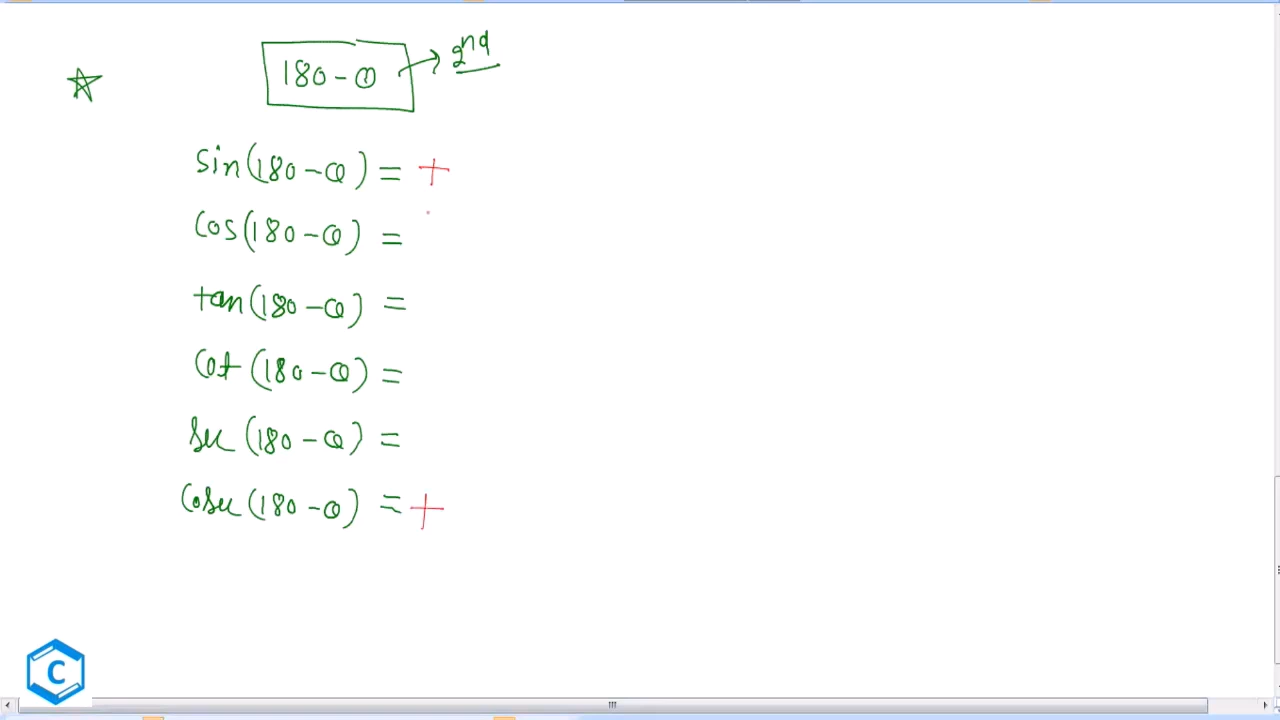 180-θ → 2nd
sin(180-θ) = +
cos(180-θ) =
tan(180-θ) =
cot(180-θ) =
sec(180-θ) =
cosec(180-θ) = +
C